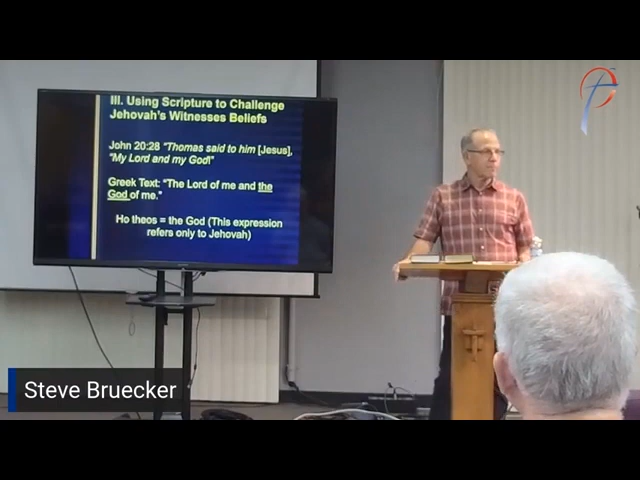 III. Using Scripture to Challenge
Jehovah's Witnesses Beliefs
John 20:28 "Thomas said to him [Jesus],
"My Lord and my God!"
Greek Text: "The Lord of me and the
God of me."
Ho theos = the God (This expression
refers only to Jehovah)
Steve Bruecker